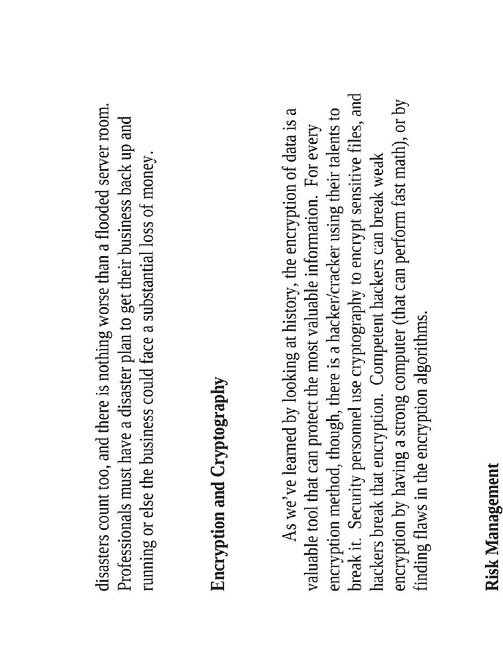 disasters count too, and there is nothing worse than a flooded server room.
Professionals must have a disaster plan to get their business back up and
running or else the business could face a substantial loss of money.
Encryption and Cryptography
As we've learned by looking at history, the encryption of data is a
valuable tool that can protect the most valuable information.  For every
encryption method, though, there is a hacker/cracker using their talents to
break it.  Security personnel use cryptography to encrypt sensitive files, and
hackers break that encryption.  Competent hackers can break weak
encryption by having a strong computer (that can perform fast math), or by
finding flaws in the encryption algorithms.
Risk Management